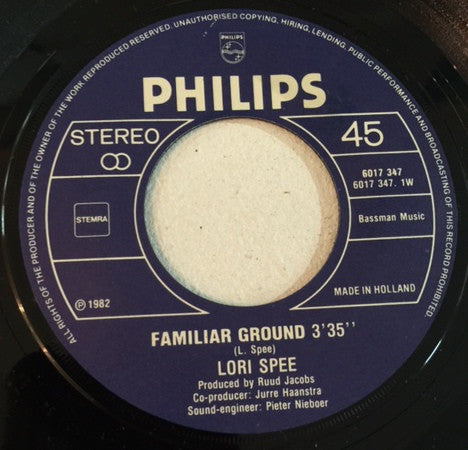 ALL RIGHTS OF THE PRODUCER AND OF THE OWNER OF THE WORK REPRODUCED RESERVED. UNAUTHORISED COPYING, HIRING, LENDING, PUBLIC PERFORMANCE AND BROADCASTING OF THIS RECORD PROHIBITED.
PHILIPS
PHILIPS
STEREO
45
6017 347
6017 347. 1W
STEMRA
Bassman Music
℗ 1982
MADE IN HOLLAND
FAMILIAR GROUND 3'35''
(L. Spee)
LORI SPEE
Produced by Ruud Jacobs
Co-producer: Jurre Haanstra
Sound-engineer: Pieter Nieboer